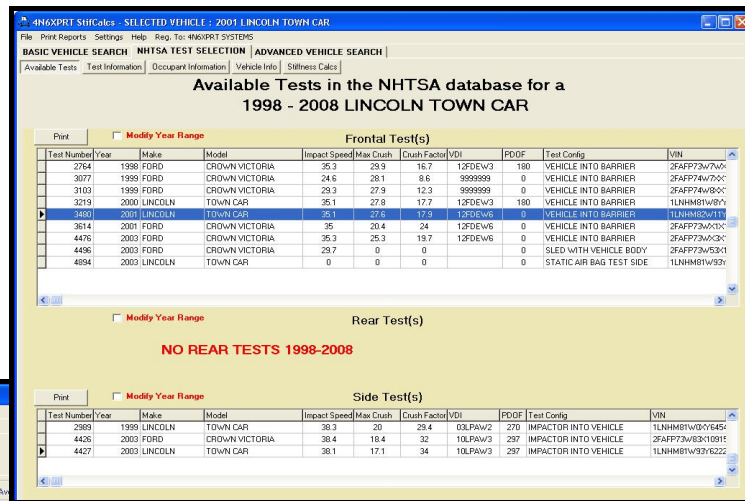 4N6XPRT StifCalcs - SELECTED VEHICLE : 2001 LINCOLN TOWN CAR
File Print Reports Settings Help Reg. To: 4N6XPRT SYSTEMS
BASIC VEHICLE SEARCH NHTSA TEST SELECTION ADVANCED VEHICLE SEARCH
Available Tests Test Information Occupant Information Vehicle Info Stiffness Calcs
Available Tests in the NHTSA database for a
1998 - 2008 LINCOLN TOWN CAR
Print Modify Year Range Frontal Test(s)
Test Number Year Make Model Impact Speed Max Crush Crush Factor VDI PDOF Test Config VIN
2764 1998 FORD CROWN VICTORIA 35.3 29.9 16.7 12FDEW3 180 VEHICLE INTO BARRIER 2FAFP73W7W
3077 1999 FORD CROWN VICTORIA 24.6 28.1 8.6 9999999 0 VEHICLE INTO BARRIER 2FAFP74W7X
3103 1999 FORD CROWN VICTORIA 29.3 27.9 12.3 9999999 0 VEHICLE INTO BARRIER 2FAFP74W8X
3219 2000 LINCOLN TOWN CAR 35.1 27.8 17.7 12FDEW3 180 VEHICLE INTO BARRIER 1LNHM81W8Y
3480 2001 LINCOLN TOWN CAR 35.1 27.6 17.9 12FDEW6 0 VEHICLE INTO BARRIER 1LNHM82W11Y
3614 2001 FORD CROWN VICTORIA 35 20.4 24 12FDEW6 0 VEHICLE INTO BARRIER 2FAFP73WX1X
4476 2003 FORD CROWN VICTORIA 35.3 25.3 19.7 12FDEW6 0 VEHICLE INTO BARRIER 2FAFP73WX3X
4496 2003 FORD CROWN VICTORIA 29.7 0 0 0 SLED WITH VEHICLE BODY 2FAFP73W53X1
4894 2003 LINCOLN TOWN CAR 0 0 0 0 STATIC AIR BAG TEST SIDE 1LNHM81W93Y
Modify Year Range Rear Test(s)
NO REAR TESTS 1998-2008
Print Modify Year Range Side Test(s)
Test Number Year Make Model Impact Speed Max Crush Crush Factor VDI PDOF Test Config VIN
2989 1999 LINCOLN TOWN CAR 38.3 20 29.4 03LPAW2 270 IMPACTOR INTO VEHICLE 1LNHM81W0XY6454
4426 2003 FORD CROWN VICTORIA 38.4 18.4 32 10LPAW3 297 IMPACTOR INTO VEHICLE 2FAFP73W83X10915
4427 2003 LINCOLN TOWN CAR 38.1 17.1 34 10LPAW3 297 IMPACTOR INTO VEHICLE 1LNHM81W93Y6222